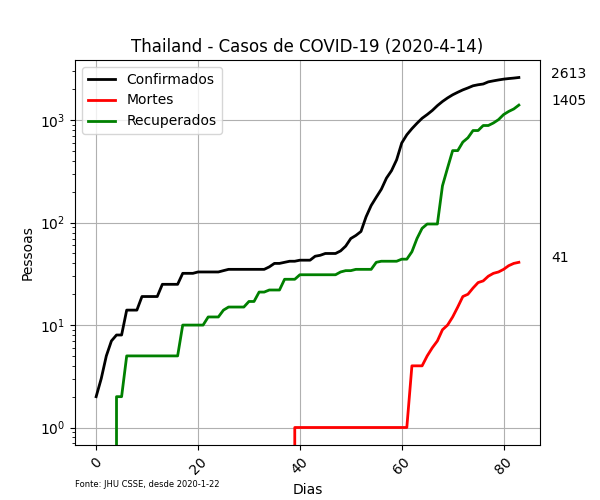 Thailand - Casos de COVID-19 (2020-4-14)
Confirmados
Mortes
Recuperados
2613
1405
41
10³
10²
10¹
10⁰
Pessoas
0 20 40 60 80
Dias
Fonte: JHU CSSE, desde 2020-1-22